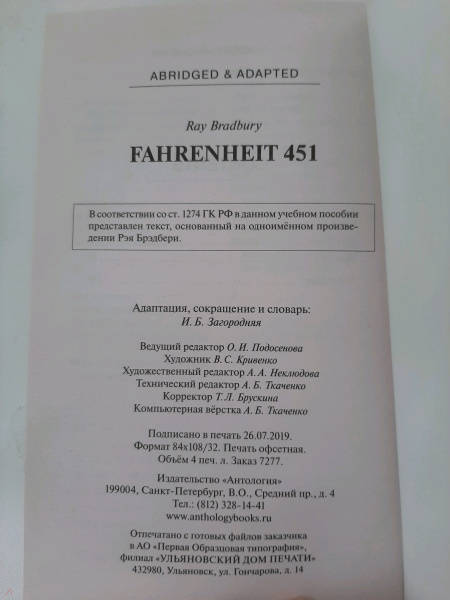 ABRIDGED & ADAPTED
Ray Bradbury
FAHRENHEIT 451
В соответствии со ст. 1274 ГК РФ в данном учебном пособии
представлен текст, основанный на одноимённом произве-
дении Рэя Брэдбери.
Адаптация, сокращение и словарь:
И. Б. Загородняя
Ведущий редактор О. И. Подосенова
Художник В. С. Кривенко
Художественный редактор А. А. Неклюдова
Технический редактор А. Б. Ткаченко
Корректор Т. Л. Брускина
Компьютерная вёрстка А. Б. Ткаченко
Подписано в печать 26.07.2019.
Формат 84х108/32. Печать офсетная.
Объём 4 печ. л. Заказ 7277.
Издательство «Антология»
199004, Санкт-Петербург, В.О., Средний пр., д. 4
Тел.: (812) 328-14-41
www.anthologybooks.ru
Отпечатано с готовых файлов заказчика
в АО «Первая Образцовая типография»,
филиал «УЛЬЯНОВСКИЙ ДОМ ПЕЧАТИ»
432980, Ульяновск, ул. Гончарова, д. 14